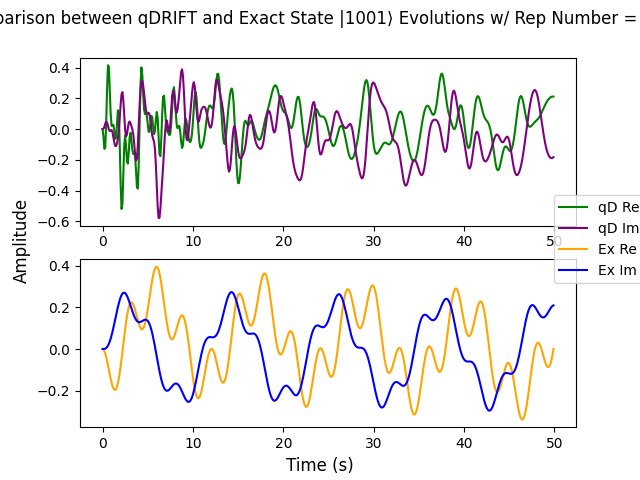 parison between qDRIFT and Exact State |1001⟩ Evolutions w/ Rep Number =
0.4
0.2
0.0
−0.2
−0.4
−0.6
0 10 20 30 40 50
qD Re
qD Im
Ex Re
Ex Im
Amplitude
0.4
0.2
0.0
−0.2
0 10 20 30 40 50
Time (s)